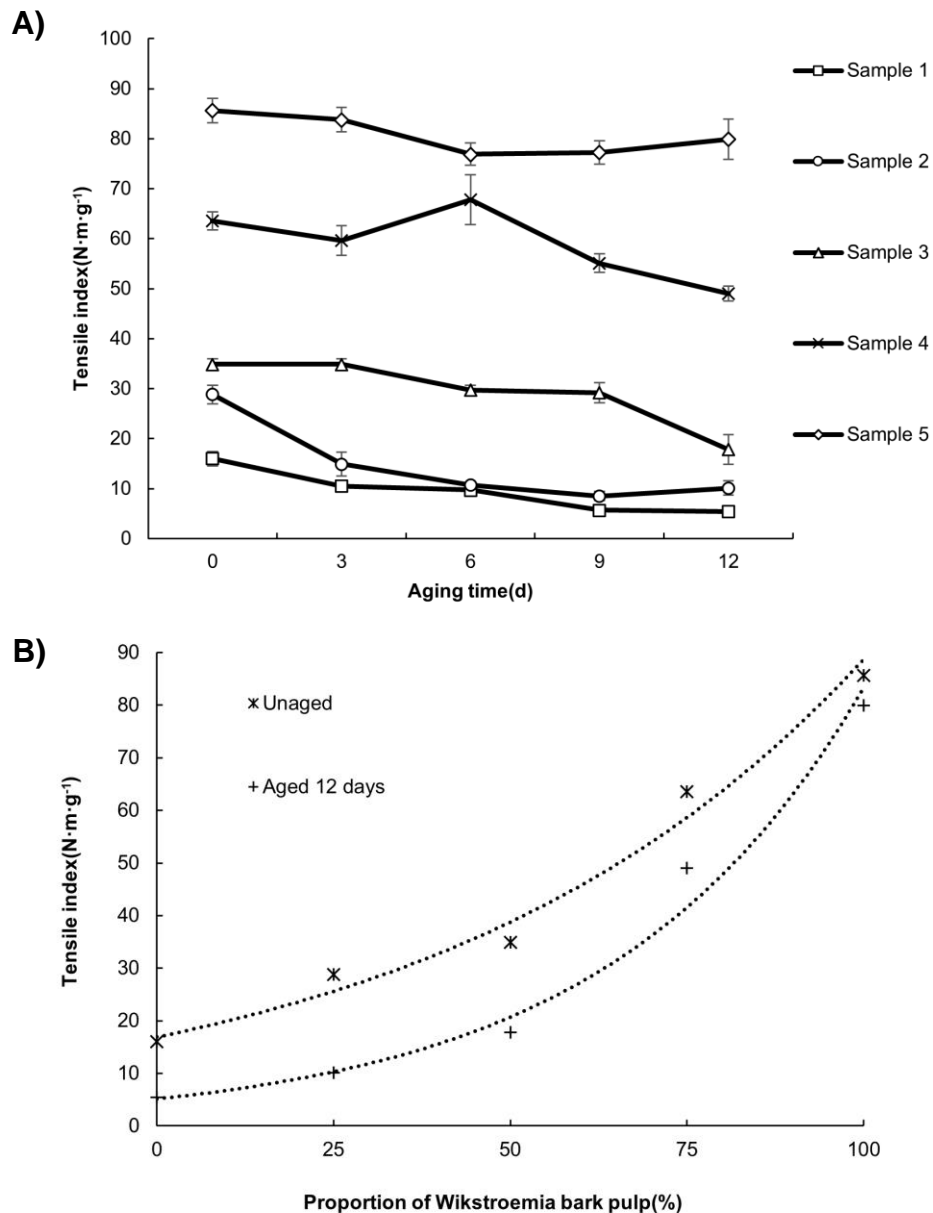 A)
100
90
80
70
60
50
40
30
20
10
0
Tensile index(N·m·g⁻¹)
0 3 6 9 12
Aging time(d)
Sample 1
Sample 2
Sample 3
Sample 4
Sample 5
B)
90
80
70
60
50
40
30
20
10
0
Tensile index(N·m·g⁻¹)
Unaged
Aged 12 days
0 25 50 75 100
Proportion of Wikstroemia bark pulp(%)